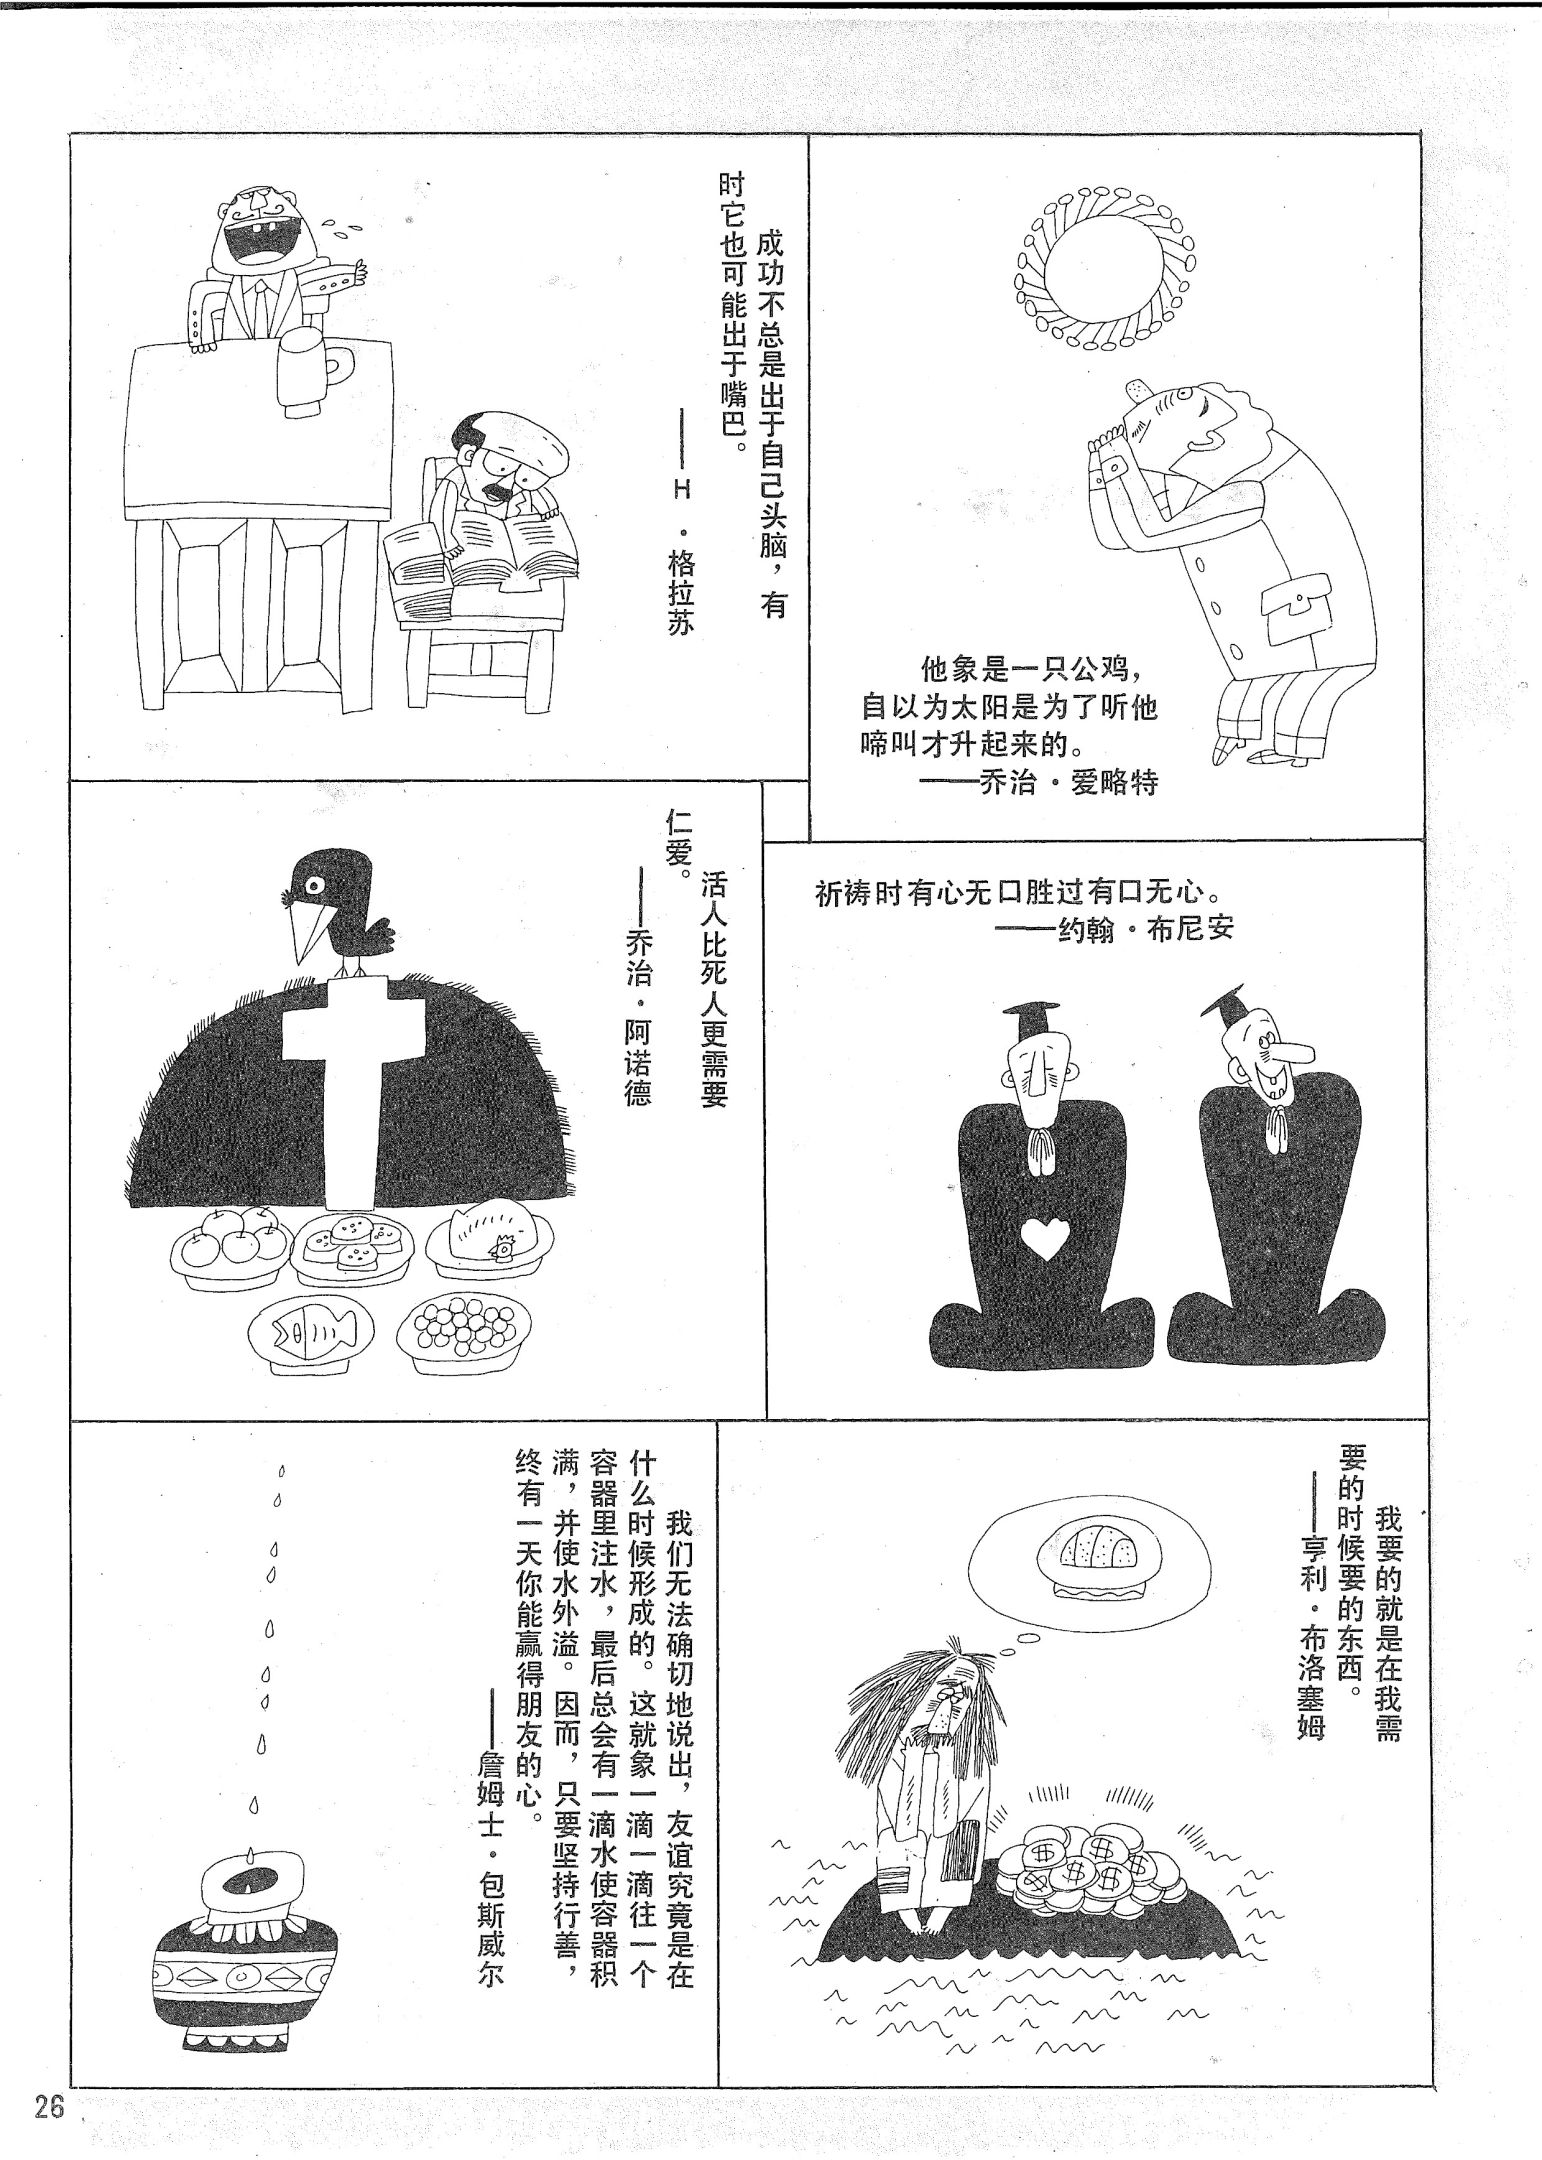 成功不总是出于自己头脑，有
时它也可能出于嘴巴。
——H·格拉苏
他象是一只公鸡，
自以为太阳是为了听他
啼叫才升起来的。
——乔治·爱略特
活人比死人更需要
仁爱。
——乔治·阿诺德
祈祷时有心无口胜过有口无心。
——约翰·布尼安
我们无法确切地说出，友谊究竟是在
什么时候形成的。这就象一滴一滴往一个
容器里注水，最后总会有一滴水使容器积
满，并使水外溢。因而，只要坚持行善，
终有一天你能赢得朋友的心。
——詹姆士·包斯威尔
我要的就是在我需
要的时候要的东西。
——亨利·布洛塞姆
$
$
$
$
$
$
26